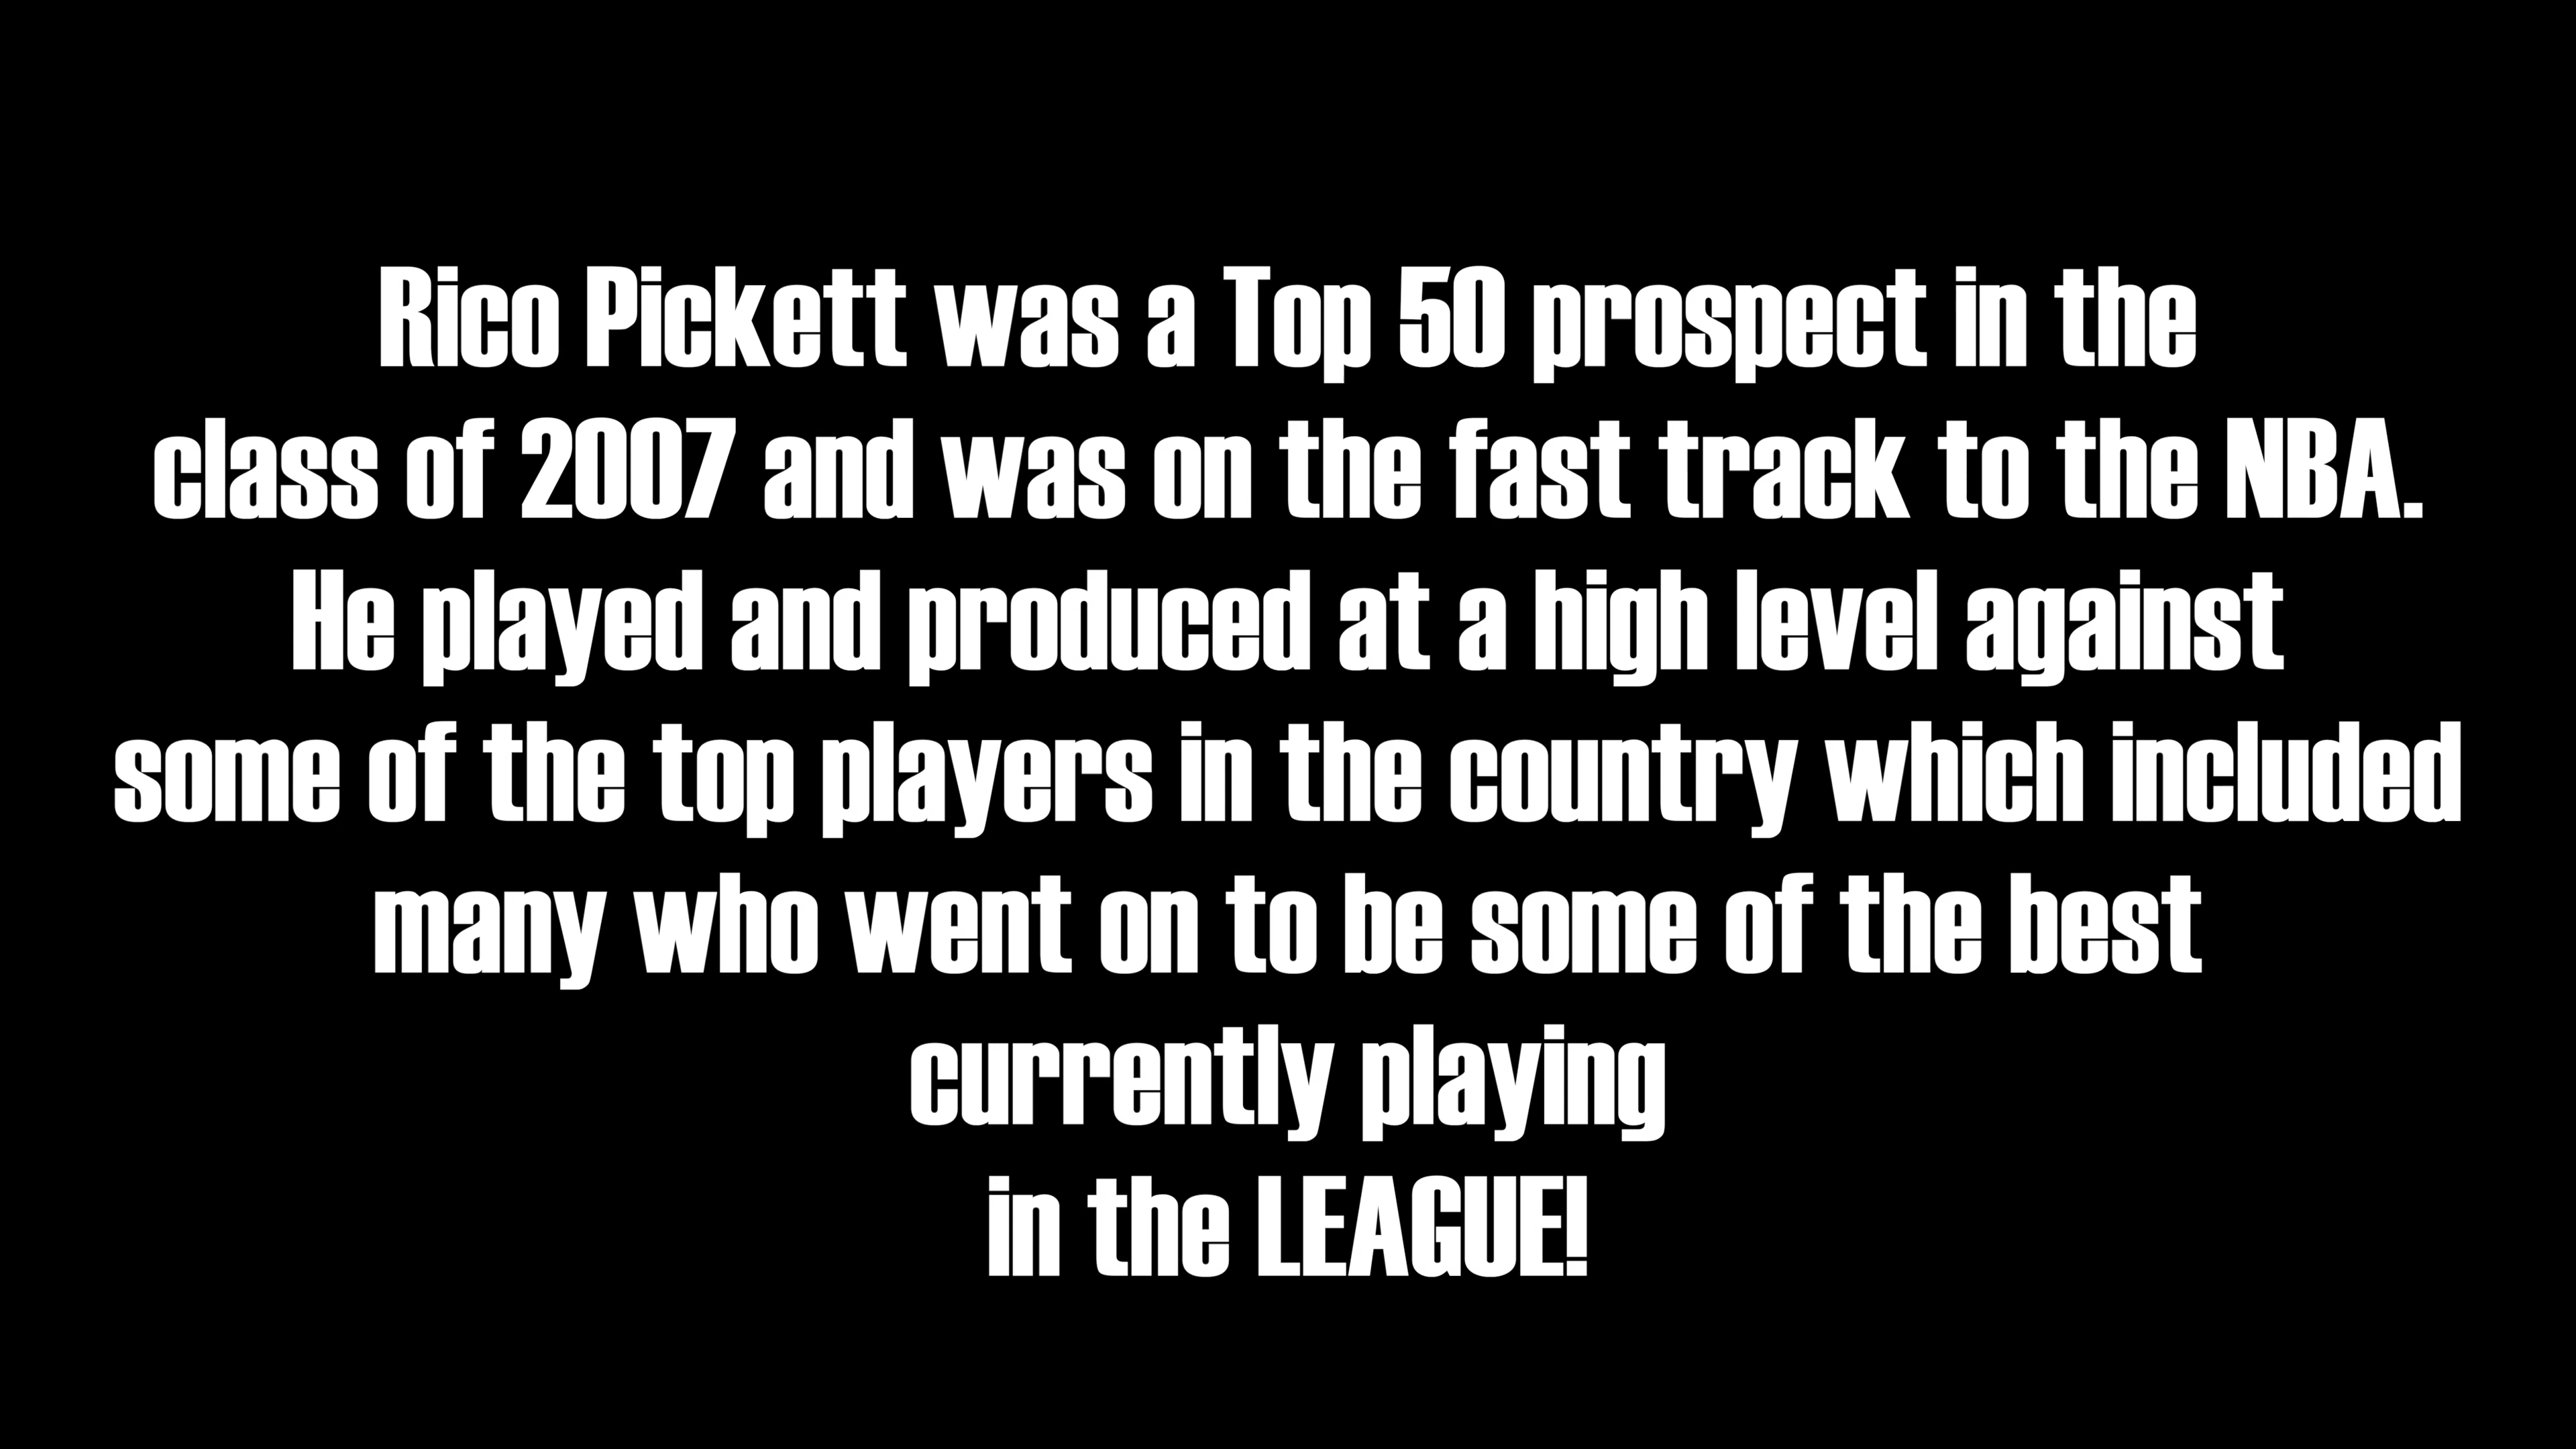 Rico Pickett was a Top 50 prospect in the
class of 2007 and was on the fast track to the NBA.
He played and produced at a high level against
some of the top players in the country which included
many who went on to be some of the best
currently playing
in the LEAGUE!